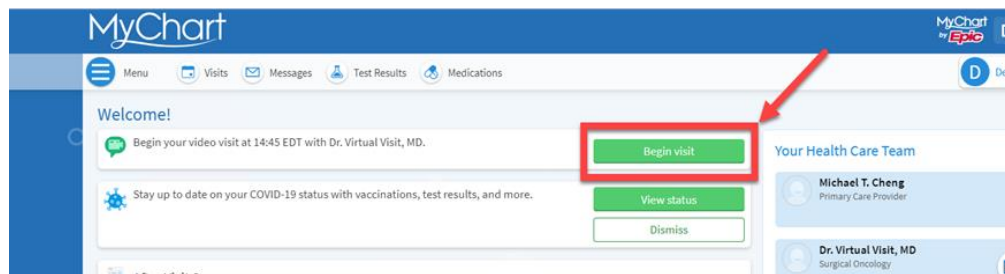 MyChart
MyChart
by Epic
Menu
Visits
Messages
Test Results
Medications
D
Welcome!
Begin your video visit at 14:45 EDT with Dr. Virtual Visit, MD.
Begin visit
Stay up to date on your COVID-19 status with vaccinations, test results, and more.
View status
Dismiss
Your Health Care Team
Michael T. Cheng
Primary Care Provider
Dr. Virtual Visit, MD
Surgical Oncology